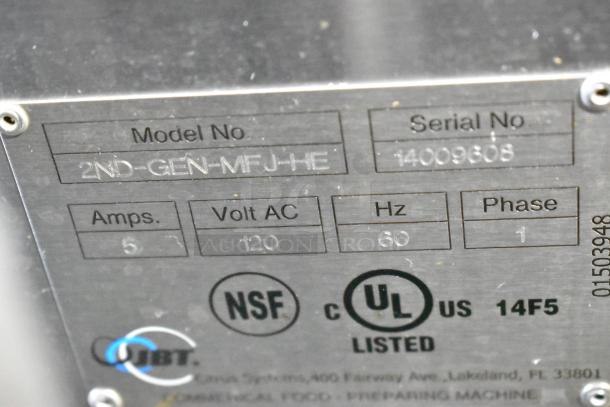 Model No
Serial No
2ND-GEN-MFJ-HE
14009608
Amps.
Volt AC
Hz
Phase
5
120
60
1
01503948
NSF
C UL US 14F5
LISTED
JBT.
Citrus Systems,400 Fairway Ave.,Lakeland, FL 33801
COMMERICAL FOOD - PREPARING MACHINE